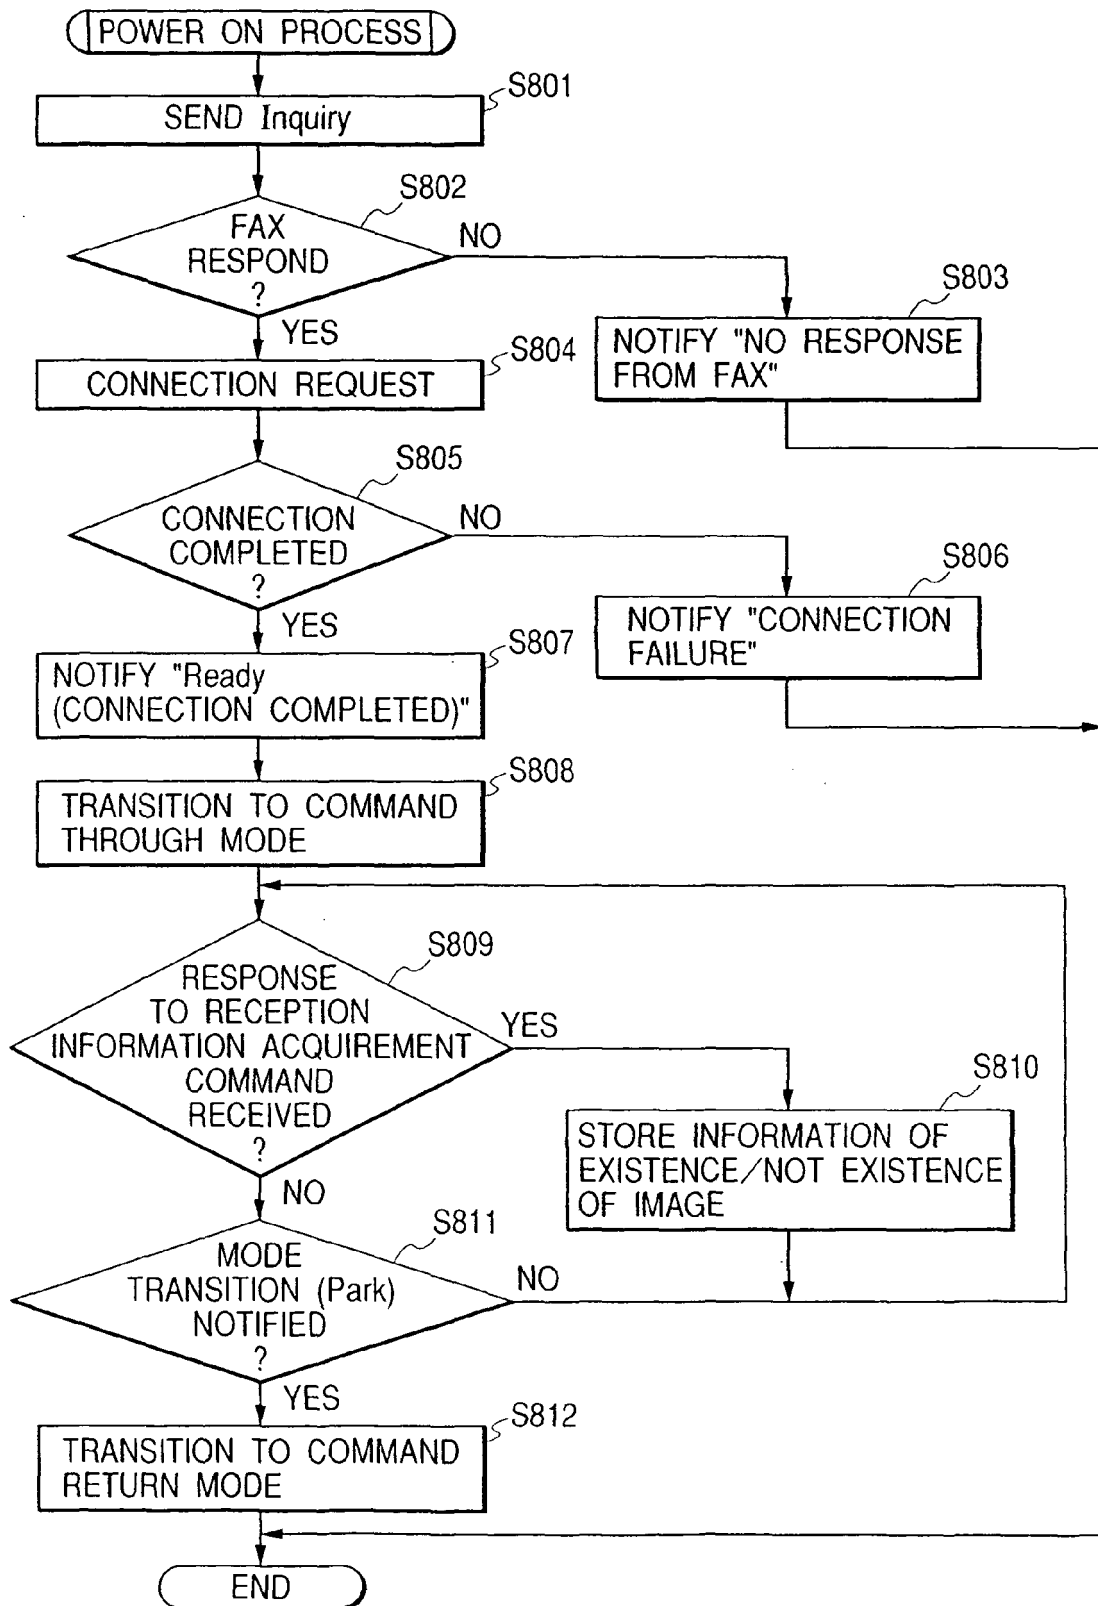 POWER ON PROCESS
S801
SEND Inquiry
S802
FAX
RESPOND
?
NO
YES
S803
NOTIFY "NO RESPONSE
FROM FAX"
S804
CONNECTION REQUEST
S805
CONNECTION
COMPLETED
?
NO
YES
S806
NOTIFY "CONNECTION
FAILURE"
S807
NOTIFY "Ready
(CONNECTION COMPLETED)"
S808
TRANSITION TO COMMAND
THROUGH MODE
S809
RESPONSE
TO RECEPTION
INFORMATION ACQUIREMENT
COMMAND
RECEIVED
?
YES
NO
S810
STORE INFORMATION OF
EXISTENCE/NOT EXISTENCE
OF IMAGE
S811
MODE
TRANSITION (Park)
NOTIFIED
?
NO
YES
S812
TRANSITION TO COMMAND
RETURN MODE
END